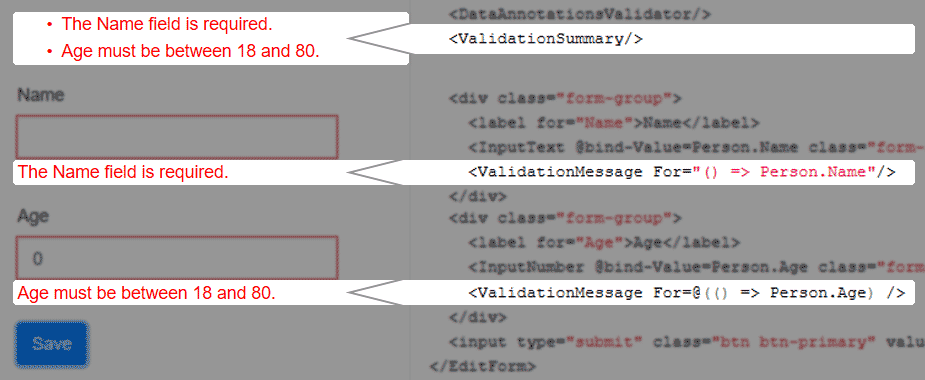 • The Name field is required.
• Age must be between 18 and 80.
Name
The Name field is required.
Age
0
Age must be between 18 and 80.
Save
<DataAnnotationsValidator/>
<ValidationSummary/>
<div class="form-group">
<label for="Name">Name</label>
<InputText @bind-Value=Person.Name class="form-
<ValidationMessage For="() => Person.Name"/>
</div>
<div class="form-group">
<label for="Age">Age</label>
<InputNumber @bind-Value=Person.Age class="form
<ValidationMessage For=@(() => Person.Age) />
</div>
<input type="submit" class="btn btn-primary" valu
</EditForm>